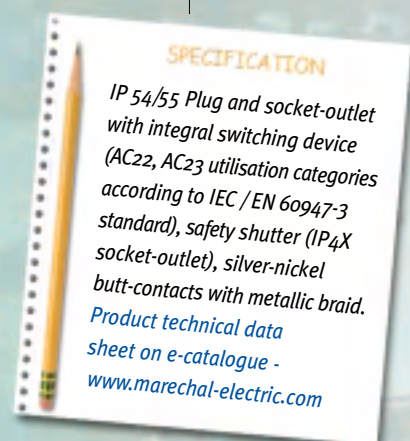 SPECIFICATION
IP 54/55 Plug and socket-outlet
with integral switching device
(AC22, AC23 utilisation categories
according to IEC / EN 60947-3
standard), safety shutter (IP4X
socket-outlet), silver-nickel
butt-contacts with metallic braid.
Product technical data
sheet on e-catalogue -
www.marechal-electric.com